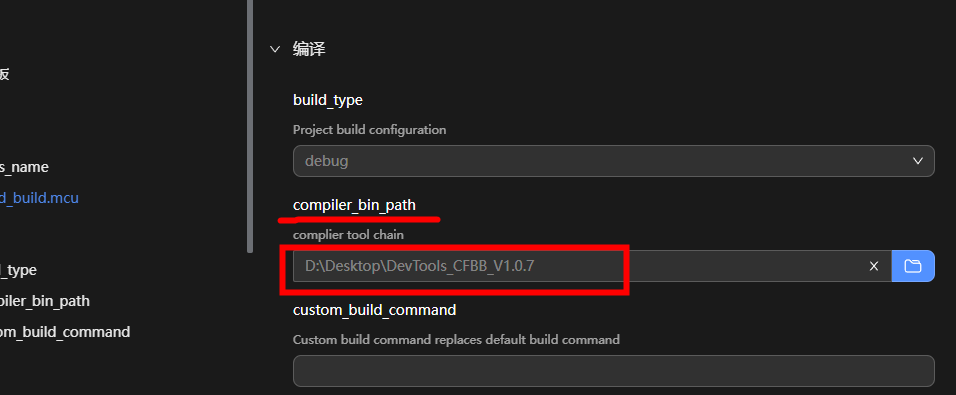 编译
build_type
Project build configuration
debug
compiler_bin_path
complier tool chain
D:\Desktop\DevTools_CFBB_V1.0.7
custom_build_command
Custom build command replaces default build command
板
s_name
d_build.mcu
_type
piler_bin_path
om_build_command